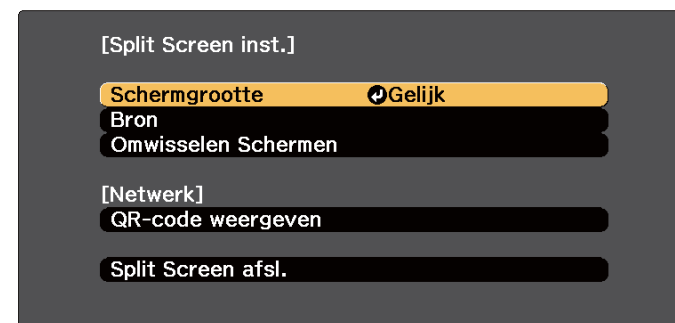 [Split Screen inst.]
Schermgrootte Gelijk
Bron
Omwisselen Schermen
[Netwerk]
QR-code weergeven
Split Screen afsl.